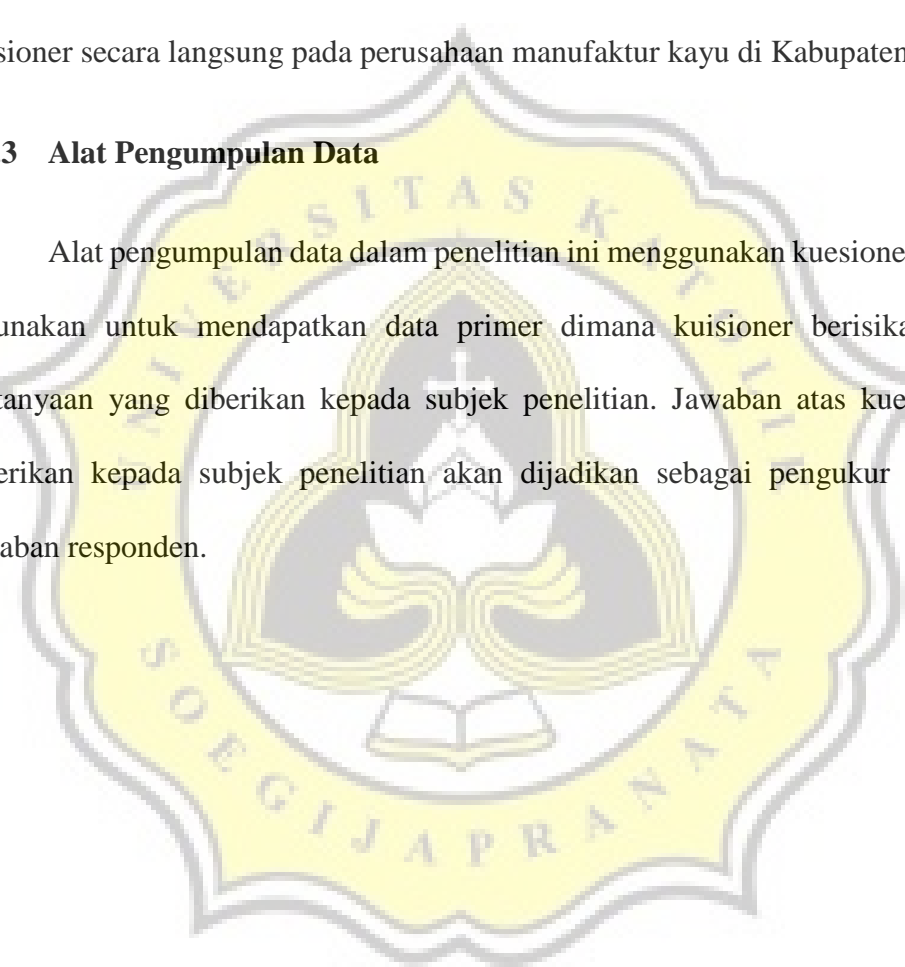 sioner secara langsung pada perusahaan manufaktur kayu di Kabupaten
.3 Alat Pengumpulan Data
Alat pengumpulan data dalam penelitian ini menggunakan kuesione
unakan untuk mendapatkan data primer dimana kuisioner berisika
tanyaan yang diberikan kepada subjek penelitian. Jawaban atas kue
erikan kepada subjek penelitian akan dijadikan sebagai pengukur
aban responden.
UNIVERSITAS KATOLIK
SOEGIJAPRANATA